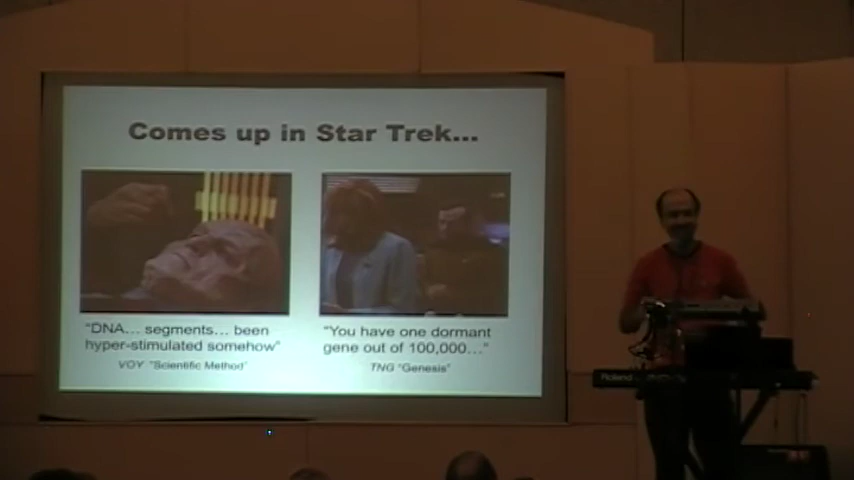 Comes up in Star Trek...
"DNA... segments... been
hyper-stimulated somehow"
VOY "Scientific Method"
"You have one dormant
gene out of 100,000..."
TNG "Genesis"
Roland